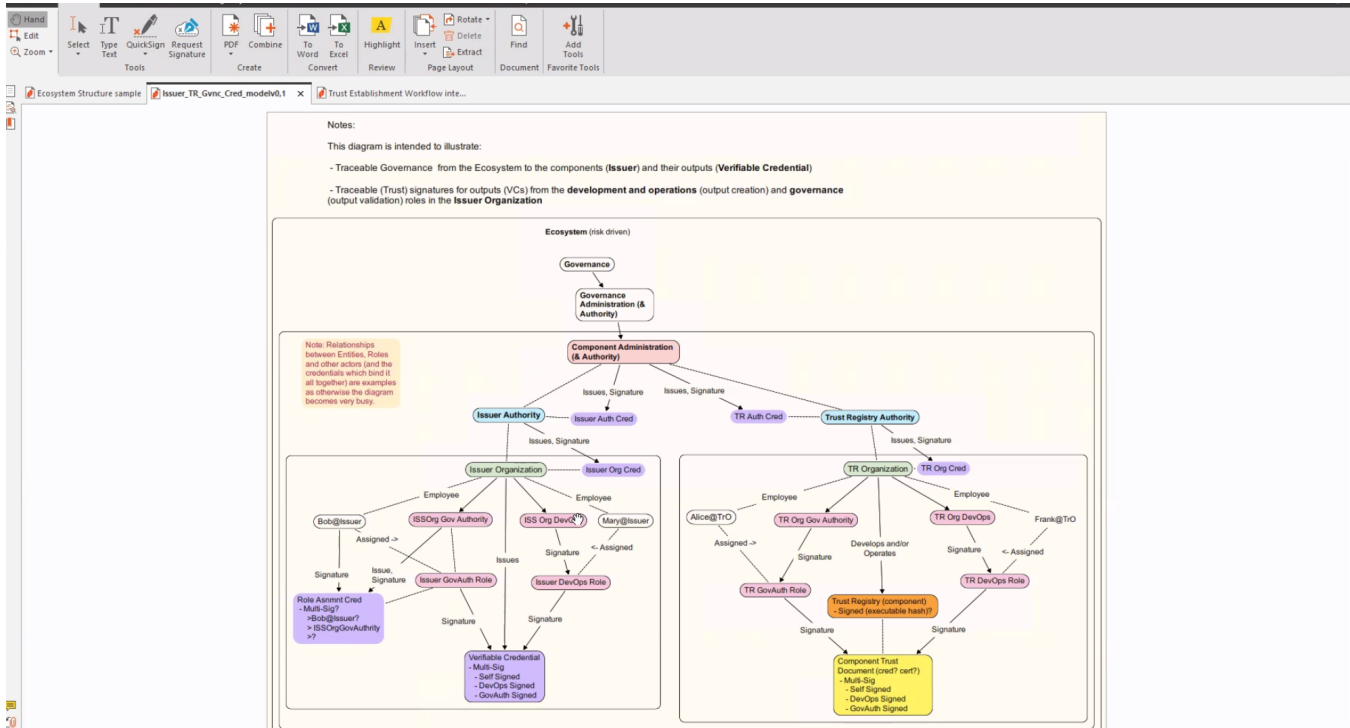 Hand
Edit
Zoom
Select
Type
Text
QuickSign
Request
Signature
Tools
PDF
Combine
Create
To
Word
To
Excel
Convert
Highlight
Review
Insert
Rotate
Delete
Extract
Page Layout
Find
Document
Add
Tools
Favorite Tools
Ecosystem Structure sample
Issuer_TR_Gvnc_Cred_modelv0,1
Trust Establishment Workflow inte...
Notes:
This diagram is intended to illustrate:
- Traceable Governance from the Ecosystem to the components (Issuer) and their outputs (Verifiable Credential)
- Traceable (Trust) signatures for outputs (VCs) from the development and operations (output creation) and governance
(output validation) roles in the Issuer Organization
Ecosystem (risk driven)
Governance
Governance
Administration (&
Authority)
Note: Relationships
between Entities, Roles
and other actors (and the
credentials which bind it
all together) are examples
as otherwise the diagram
becomes very busy.
Component Administration
(& Authority)
Issues, Signature
Issues, Signature
Issuer Authority
Issuer Auth Cred
TR Auth Cred
Trust Registry Authority
Issues, Signature
Issues, Signature
Issuer Organization
Issuer Org Cred
TR Organization
TR Org Cred
Employee
Employee
Employee
Employee
Bob@Issuer
ISSOrg Gov Authority
ISS Org Dev
Mary@Issuer
Alice@TrO
TR Org Gov Authority
TR Org DevOps
Frank@TrO
Assigned ->
Signature
Issue,
Signature
Issues
Signature
<- Assigned
Assigned ->
Signature
Develops and/or
Operates
Signature
<- Assigned
Issuer GovAuth Role
Issuer DevOps Role
TR GovAuth Role
TR DevOps Role
Role Asnmt Cred
- Multi-Sig?
>Bob@Issuer?
> ISSOrgGovAuthrity
>?
Signature
Signature
Trust Registry (component)
- Signed (executable hash)?
Signature
Signature
Verifiable Credential
- Multi-Sig
- Self Signed
- DevOps Signed
- GovAuth Signed
Component Trust
Document (cred? cert?)
- Multi-Sig
- Self Signed
- DevOps Signed
- GovAuth Signed